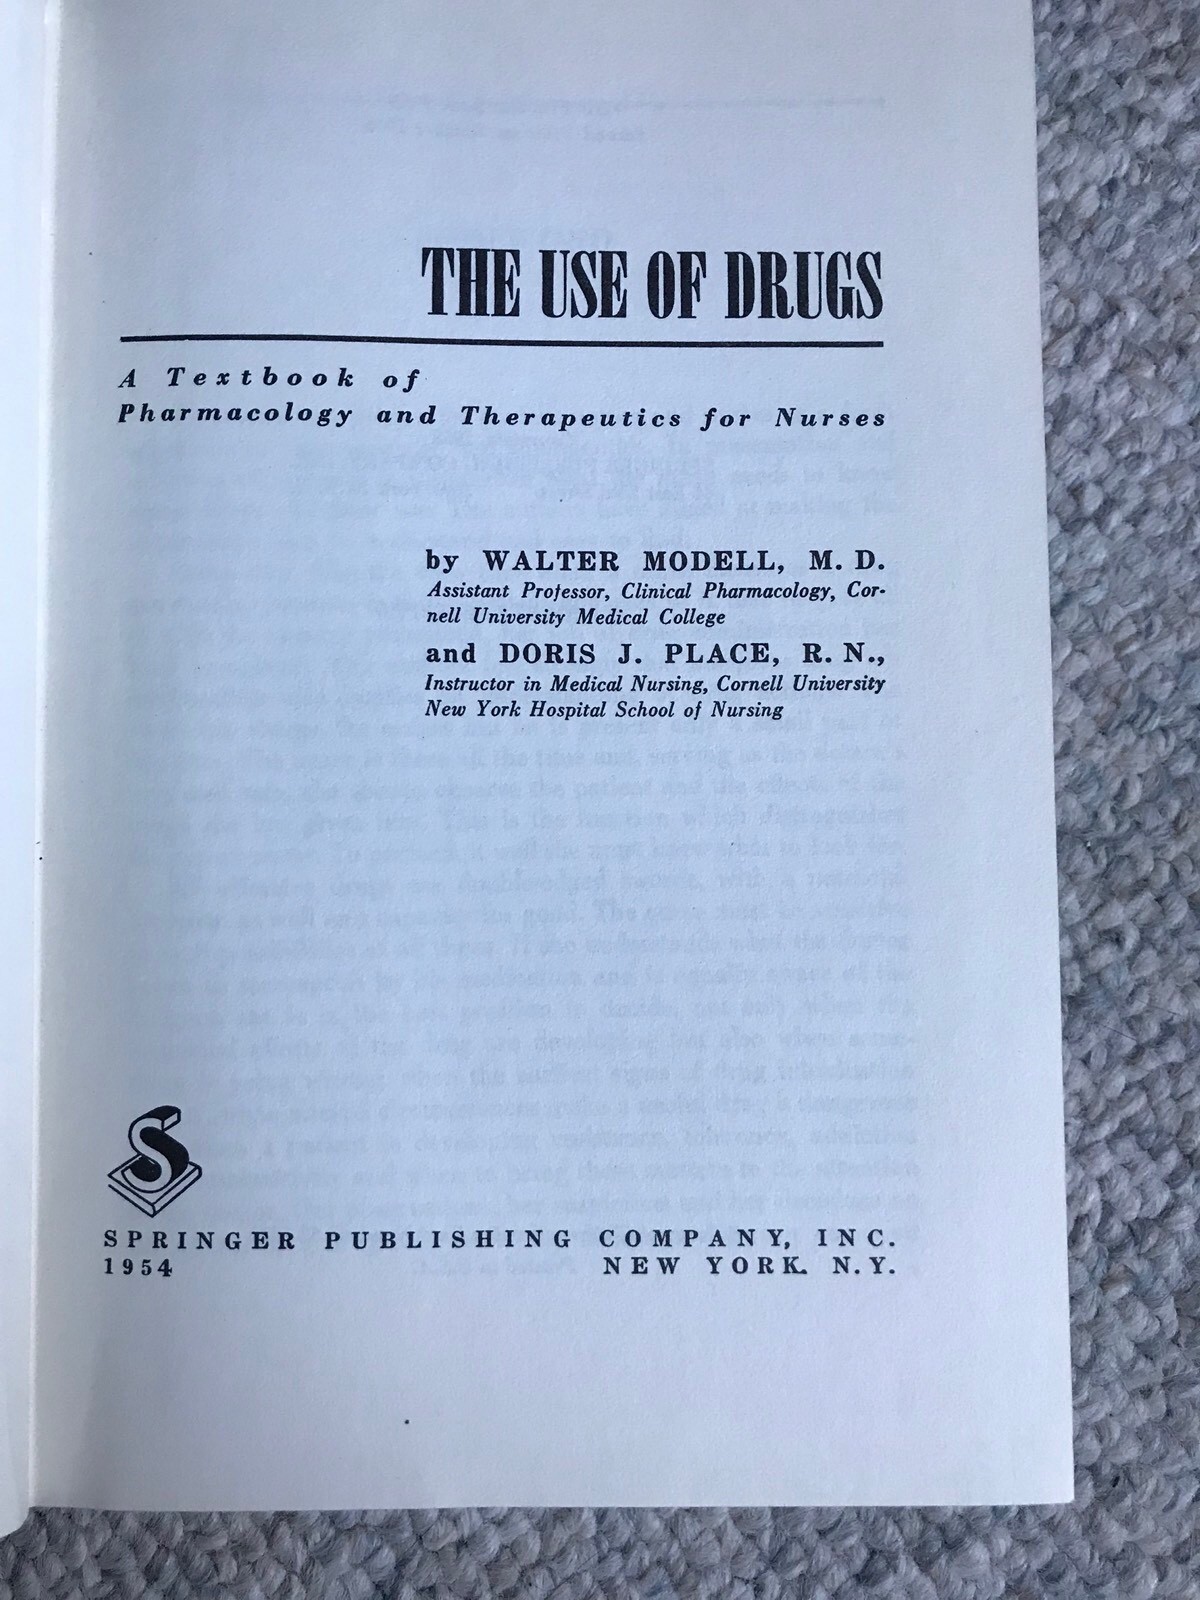 THE USE OF DRUGS
A Textbook of
Pharmacology and Therapeutics for Nurses
by WALTER MODELL, M. D.
Assistant Professor, Clinical Pharmacology, Cor-
nell University Medical College
and DORIS J. PLACE, R. N.,
Instructor in Medical Nursing, Cornell University
New York Hospital School of Nursing
S
SPRINGER PUBLISHING COMPANY, INC.
1954 NEW YORK. N.Y.